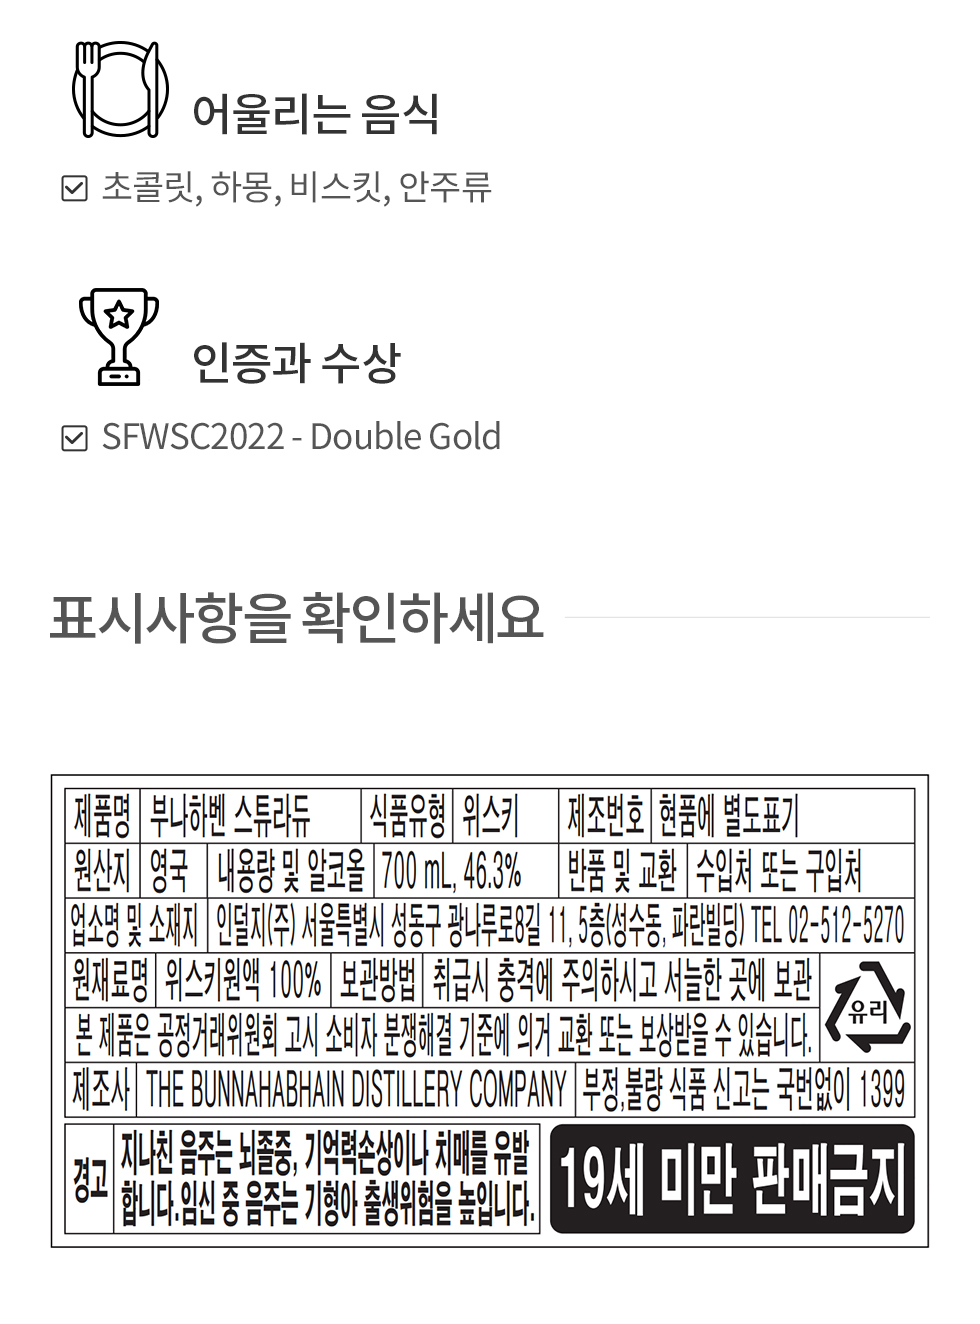 어울리는 음식
초콜릿, 하몽, 비스킷, 안주류
인증과 수상
SFWSC2022 - Double Gold
표시사항을 확인하세요
제품명 부나하벤 스튜라듀 식품유형 위스키 제조번호 현품에 별도표기
원산지 영국 내용량 및 알코올 700 mL, 46.3% 반품 및 교환 수입처 또는 구입처
업소명 및 소재지 인덜지(주) 서울특별시 성동구 광나루로8길 11, 5층(성수동, 파란빌딩) TEL 02-512-5270
원재료명 위스키원액 100% 보관방법 취급시 충격에 주의하시고 서늘한 곳에 보관
유리
본 제품은 공정거래위원회 고시 소비자 분쟁해결 기준에 의거 교환 또는 보상받을 수 있습니다.
제조사 THE BUNNAHABHAIN DISTILLERY COMPANY 부정,불량 식품 신고는 국번없이 1399
경고 지나친 음주는 뇌졸중, 기억력손상이나 치매를 유발
합니다.임신 중 음주는 기형아 출생위험을 높입니다.
19세 미만 판매금지